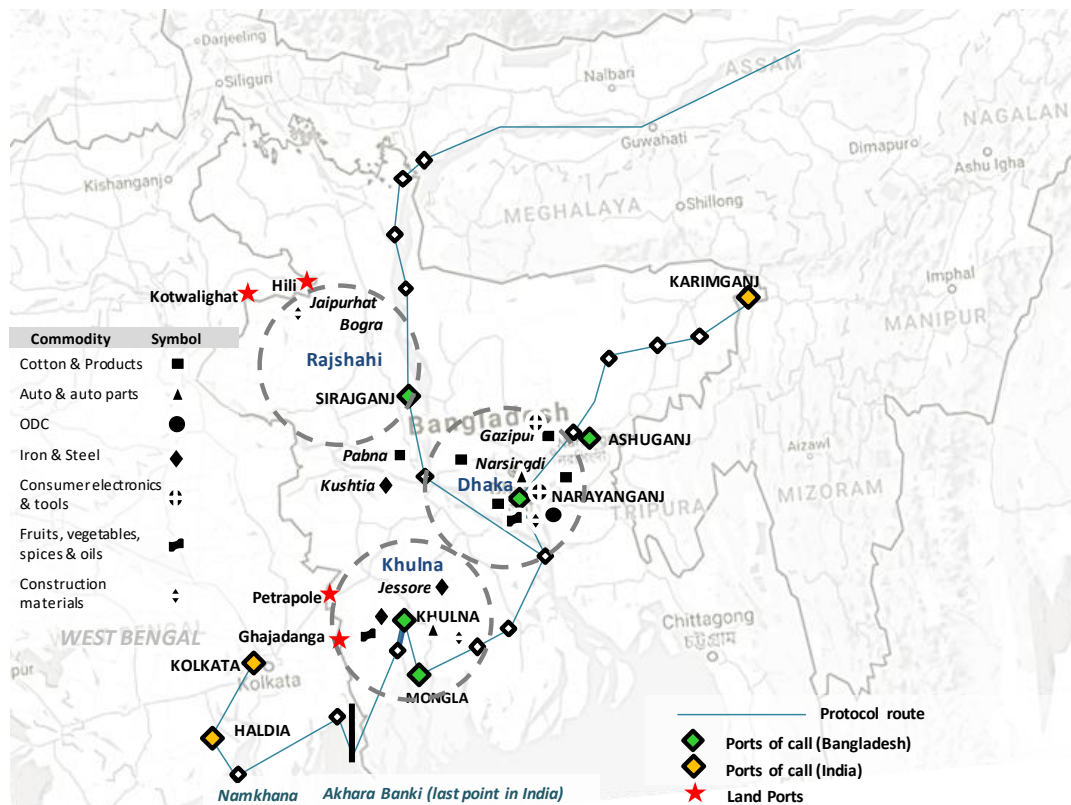 Darjeeling
Siliguri
Nalbari
ASSAM
NAGALAN
Guwahati
Dimapur
Ashu Igha
Kishanganj
MEGHALAYA
Shillong
Imphal
MANIPUR
KARIMGANJ
Hili
Kotwalighat
Jaipurhat
Bogra
Rajshahi
SIRAJGANJ
Bangladesh
Commodity Symbol
Cotton & Products
Auto & auto parts
ODC
Iron & Steel
Consumer electronics
& tools
Fruits, vegetables,
spices & oils
Construction
materials
Gazipur
ASHUGANJ
Pabna
Narsingdi
Kushtia
Dhaka
NARAYANGANJ
Aizawl
MIZORAM
TRIPURA
Khulna
Jessore
Petrapole
KHULNA
Ghajadanga
WEST BENGAL
Chittagong
চট্টগ্রাম
pur
KOLKATA
Kolkata
MONGLA
HALDIA
Namkhana
Akhara Banki (last point in India)
Protocol route
Ports of call (Bangladesh)
Ports of call (India)
Land Ports